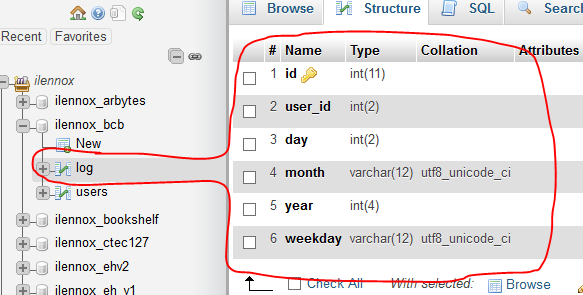 Recent Favorites
ilennox
ilennox_arbytes
ilennox_bcb
New
log
users
ilennox_bookshelf
ilennox_ctec127
ilennox_ehv2
ilennox_eh_v1
Browse Structure SQL Search
# Name Type Collation Attributes
1 id int(11)
2 user_id int(2)
3 day int(2)
4 month varchar(12) utf8_unicode_ci
5 year int(4)
6 weekday varchar(12) utf8_unicode_ci
Check All With selected: Browse